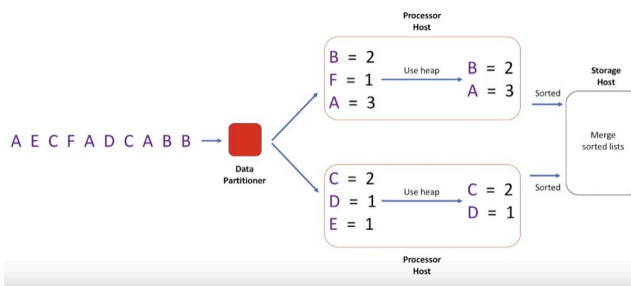 Processor
Host
B = 2
F = 1
A = 3
Use heap
B = 2
A = 3
Sorted
Storage
Host
Merge
sorted lists
A E C F A D C A B B
Data
Partitioner
C = 2
D = 1
E = 1
Use heap
C = 2
D = 1
Sorted
Processor
Host